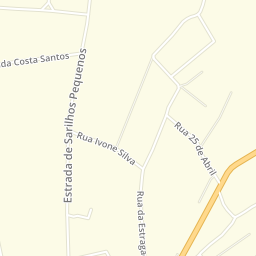 da Costa Santos
Estrada de Sarilhos Pequenos
Rua Ivone Silva
Rua 25 de Abril
Rua da Estraga